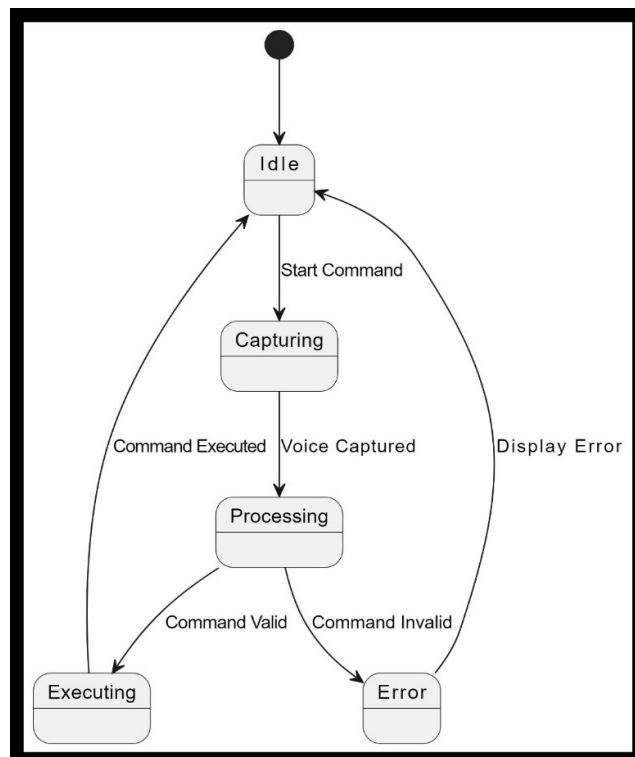 Idle
Start Command
Capturing
Command Executed
Voice Captured
Display Error
Processing
Command Valid
Command Invalid
Executing
Error